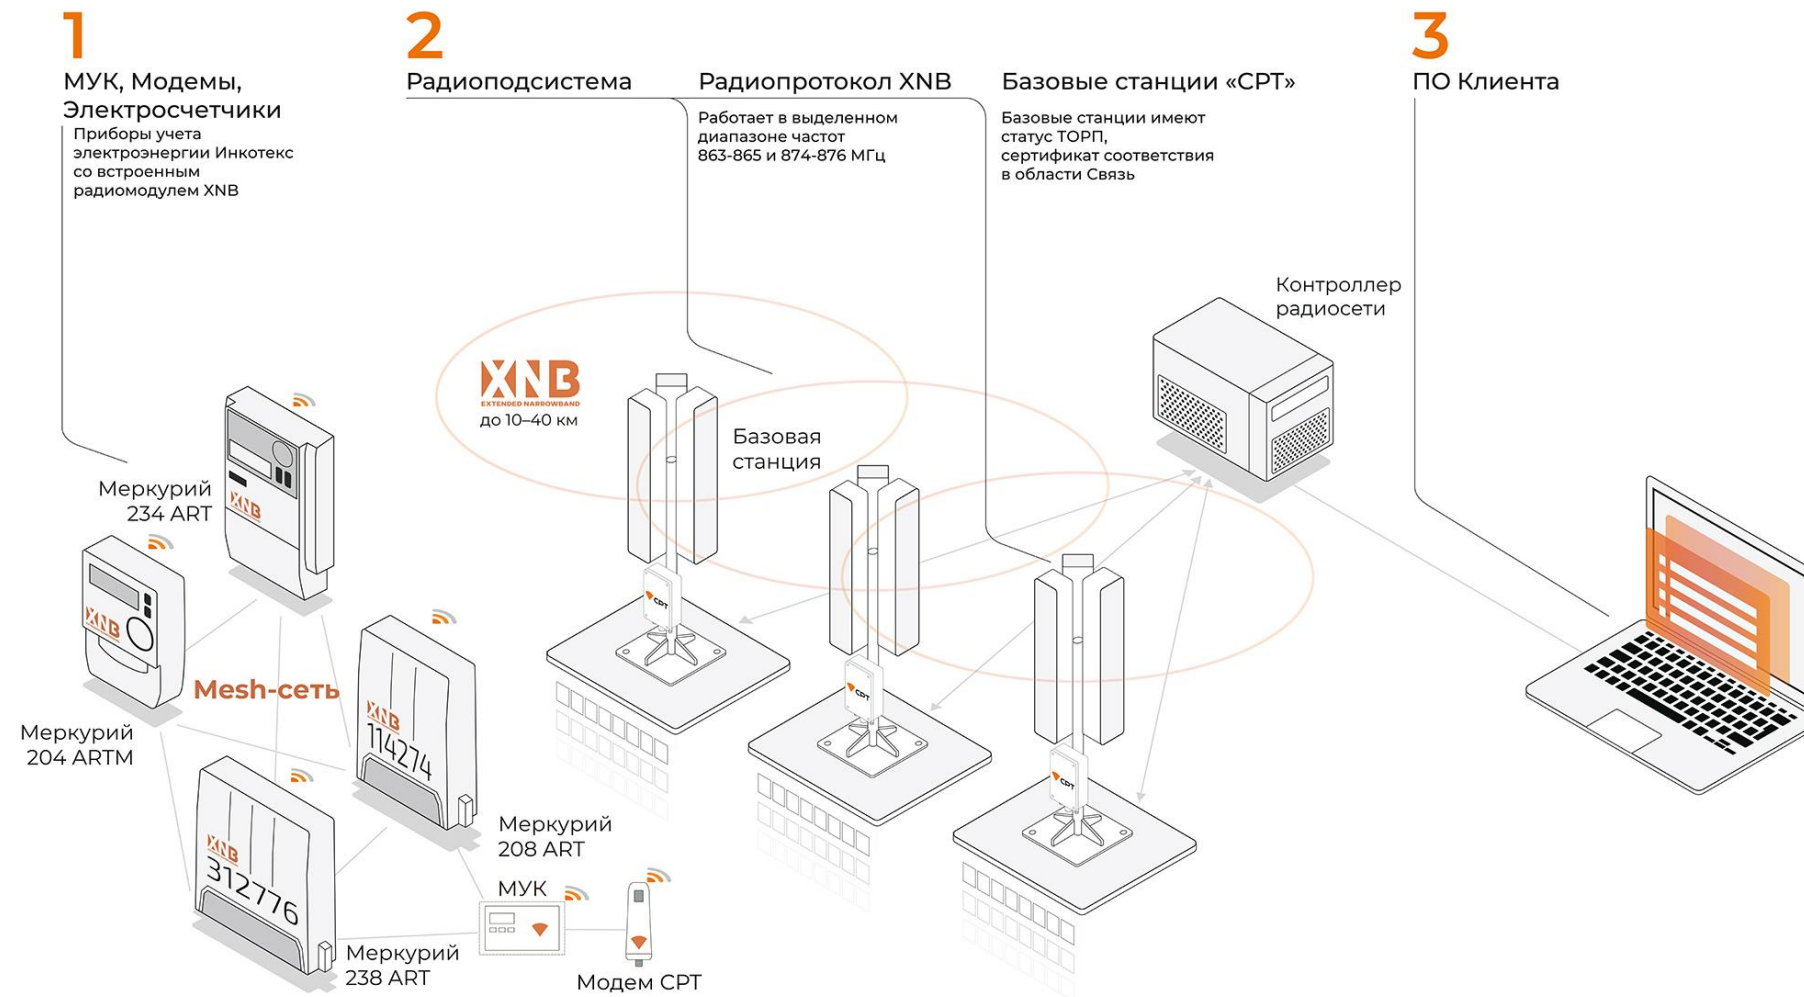 1
МУК, Модемы,
Электросчетчики
Приборы учета
электроэнергии Инкотекс
со встроенным
радиомодулем XNB
2
Радиоподсистема
Радиопротокол XNB
Работает в выделенном
диапазоне частот
863-865 и 874-876 МГц
Базовые станции «СРТ»
Базовые станции имеют
статус ТОРП,
сертификат соответствия
в области Связь
3
ПО Клиента
Контроллер
радиосети
XNB
EXTENDED NARROWBAND
до 10–40 км
Базовая
станция
Меркурий
234 ART
XNB
XNB
Mesh-сеть
Меркурий
204 ARTM
XNB
114274
Меркурий
208 ART
XNB
312776
Меркурий
238 ART
МУК
Модем СРТ
СРТ
СРТ
СРТ